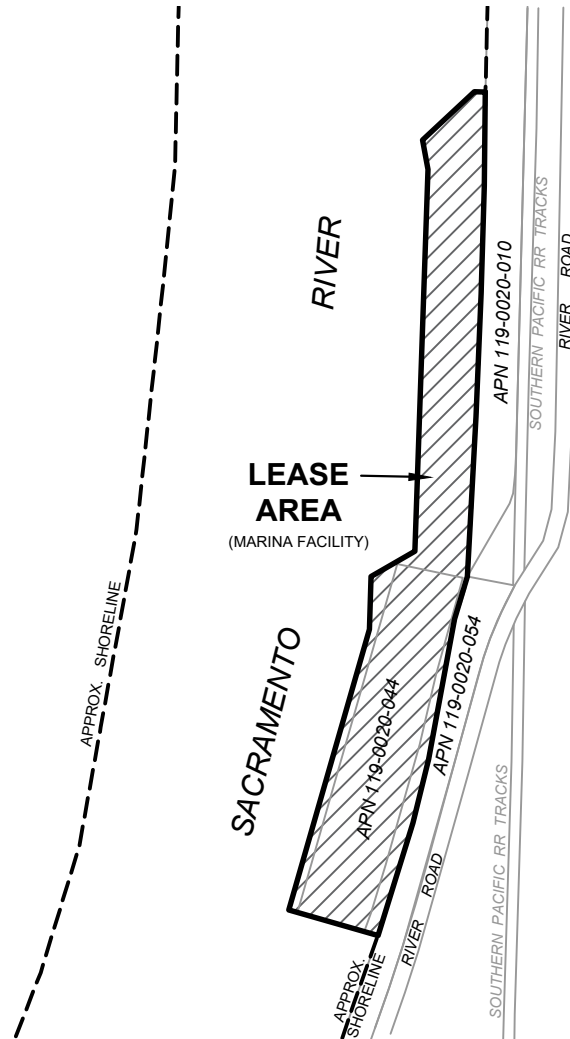 RIVER
APN 119-0020-010
SOUTHERN PACIFIC RR TRACKS
RIVER ROAD
LEASE
AREA
(MARINA FACILITY)
APPROX. SHORELINE
SACRAMENTO
APN 119-0020-044
APN 119-0020-054
SOUTHERN PACIFIC RR TRACKS
RIVER ROAD
APPROX.
SHORELINE